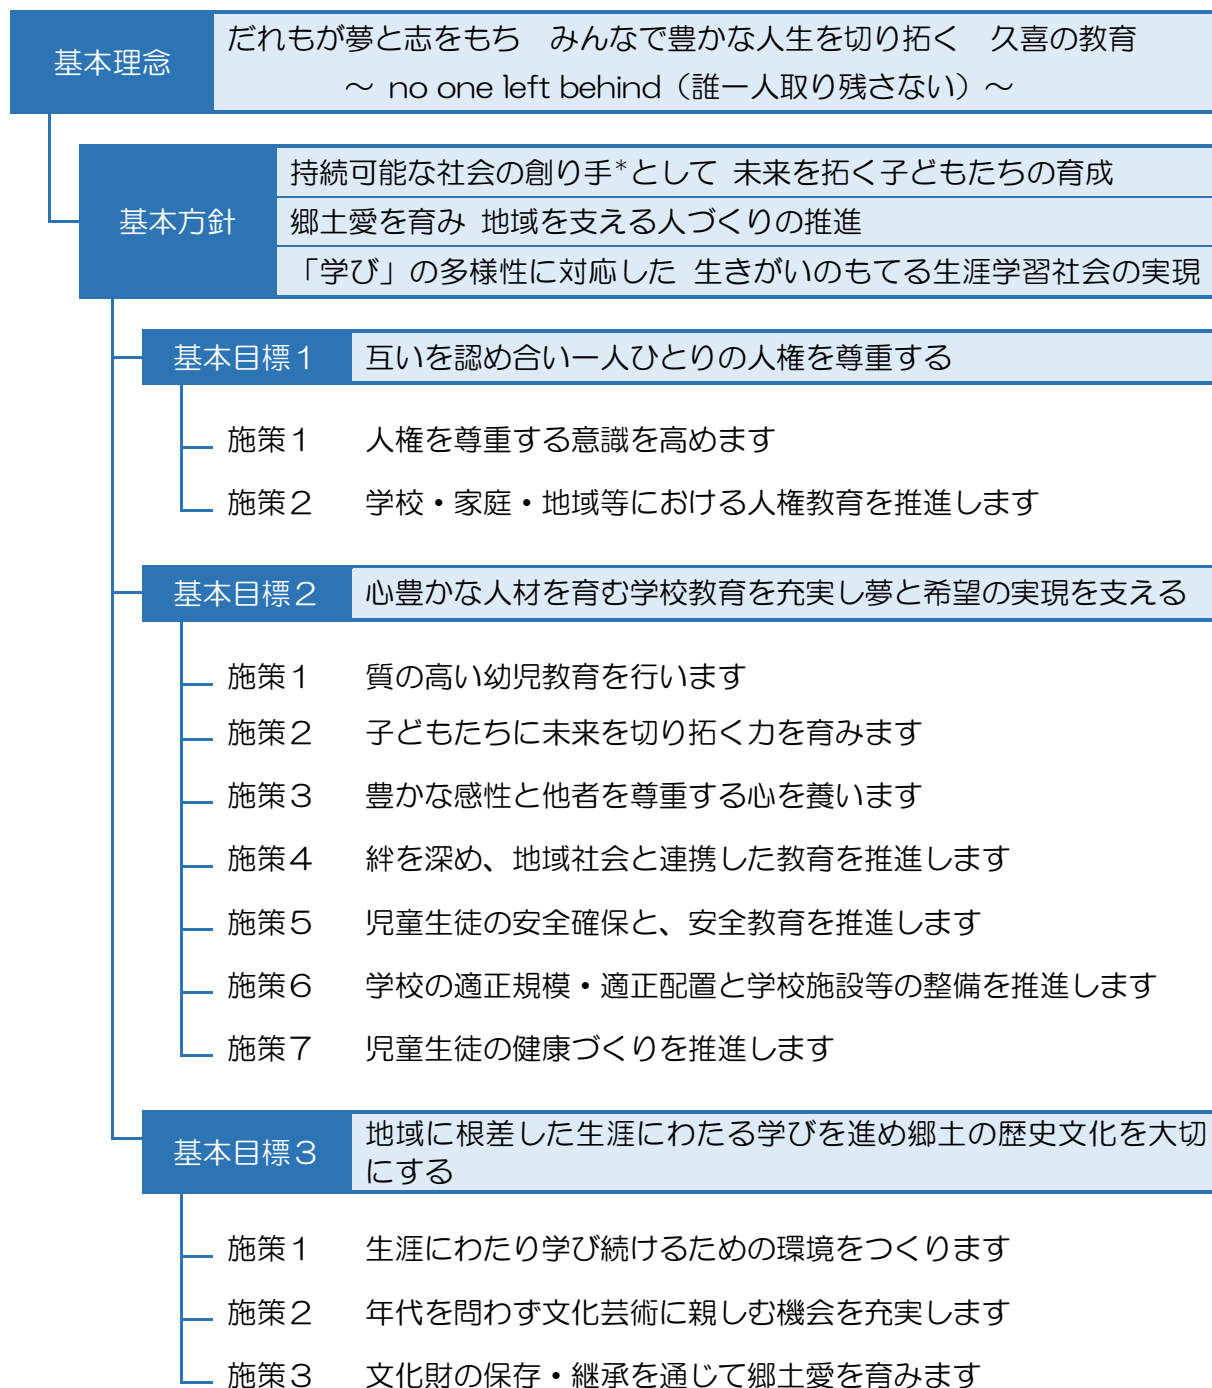 基本理念
だれもが夢と志をもち　みんなで豊かな人生を切り拓く　久喜の教育
～ no one left behind（誰一人取り残さない）～
基本方針
持続可能な社会の創り手*として 未来を拓く子どもたちの育成
郷土愛を育み 地域を支える人づくりの推進
「学び」の多様性に対応した 生きがいのもてる生涯学習社会の実現
基本目標１　互いを認め合い一人ひとりの人権を尊重する
施策１　人権を尊重する意識を高めます
施策２　学校・家庭・地域等における人権教育を推進します
基本目標２　心豊かな人材を育む学校教育を充実し夢と希望の実現を支える
施策１　質の高い幼児教育を行います
施策２　子どもたちに未来を切り拓く力を育みます
施策３　豊かな感性と他者を尊重する心を養います
施策４　絆を深め、地域社会と連携した教育を推進します
施策５　児童生徒の安全確保と、安全教育を推進します
施策６　学校の適正規模・適正配置と学校施設等の整備を推進します
施策７　児童生徒の健康づくりを推進します
基本目標３
地域に根差した生涯にわたる学びを進め郷土の歴史文化を大切
にする
施策１　生涯にわたり学び続けるための環境をつくります
施策２　年代を問わず文化芸術に親しむ機会を充実します
施策３　文化財の保存・継承を通じて郷土愛を育みます